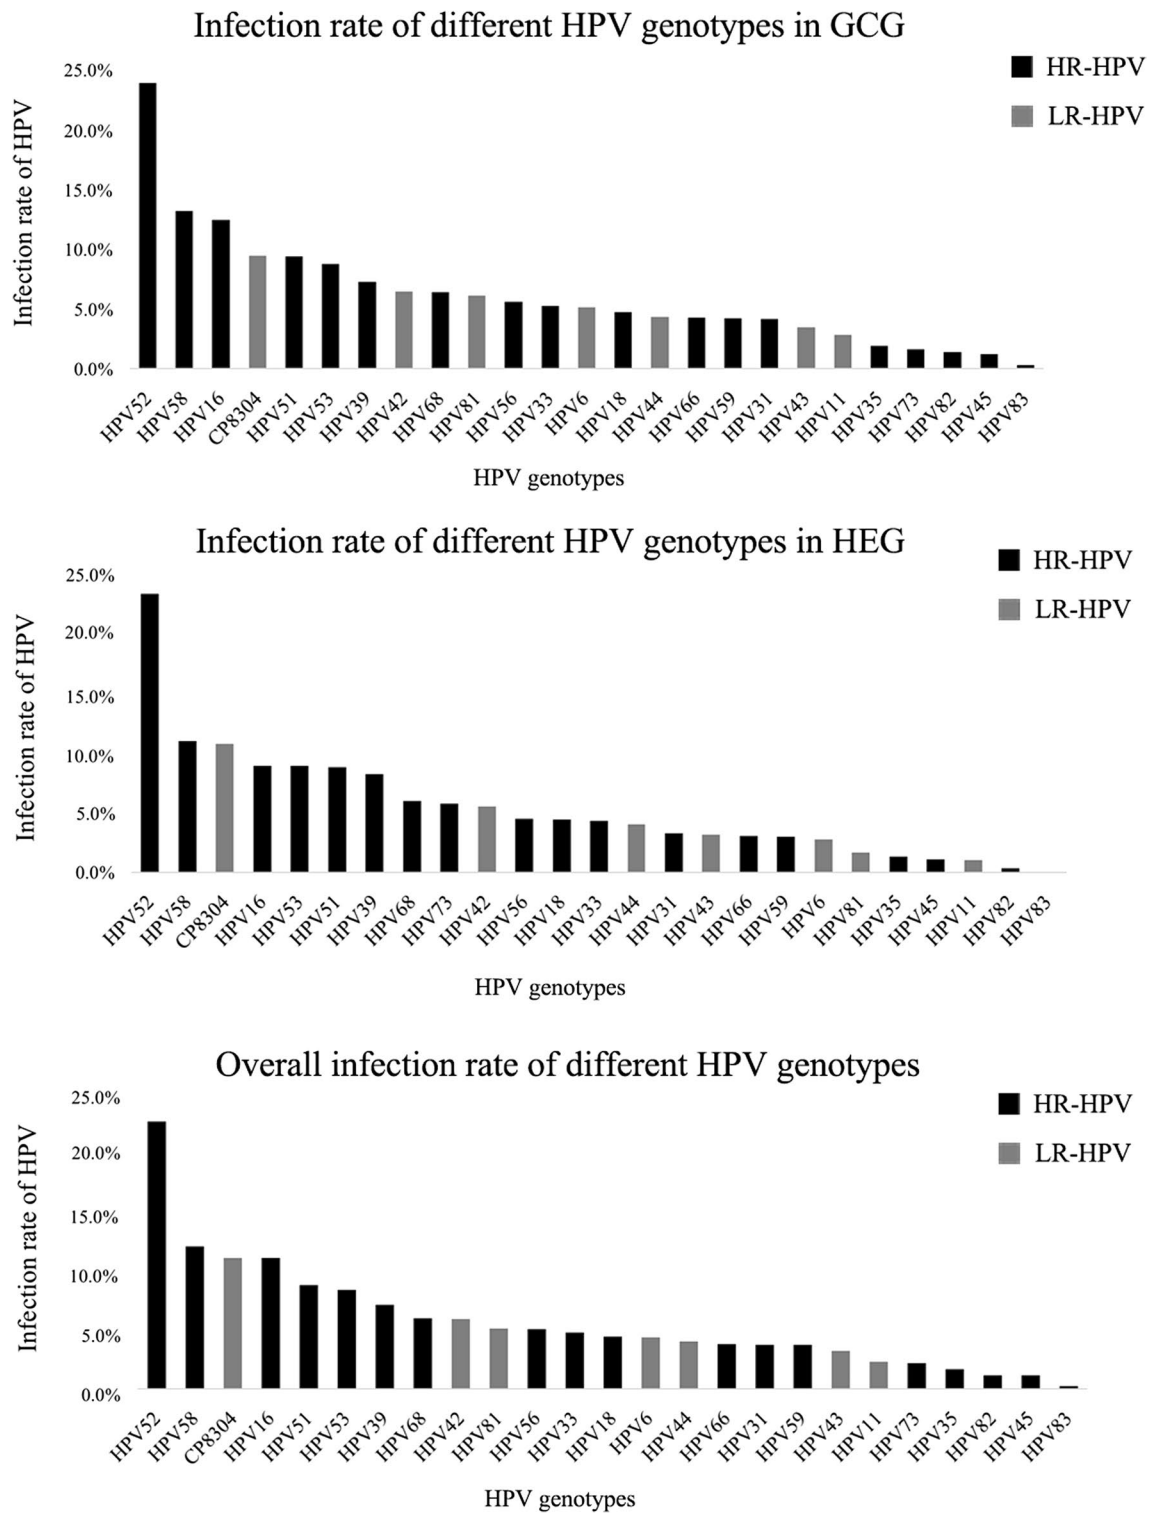 Infection rate of different HPV genotypes in GCG
HR-HPV
LR-HPV
Infection rate of HPV
25.0%
20.0%
15.0%
10.0%
5.0%
0.0%
HPV52 HPV58 HPV16 CP8304 HPV51 HPV53 HPV39 HPV42 HPV68 HPV81 HPV56 HPV33 HPV6 HPV18 HPV44 HPV66 HPV59 HPV31 HPV43 HPV11 HPV35 HPV73 HPV82 HPV45 HPV83
HPV genotypes
Infection rate of different HPV genotypes in HEG
HR-HPV
LR-HPV
Infection rate of HPV
25.0%
20.0%
15.0%
10.0%
5.0%
0.0%
HPV52 HPV58 CP8304 HPV16 HPV53 HPV51 HPV39 HPV68 HPV73 HPV42 HPV56 HPV18 HPV33 HPV44 HPV31 HPV43 HPV66 HPV59 HPV6 HPV81 HPV35 HPV45 HPV11 HPV82 HPV83
HPV genotypes
Overall infection rate of different HPV genotypes
HR-HPV
LR-HPV
Infection rate of HPV
25.0%
20.0%
15.0%
10.0%
5.0%
0.0%
HPV52 HPV58 CP8304 HPV16 HPV51 HPV53 HPV39 HPV68 HPV42 HPV81 HPV56 HPV33 HPV18 HPV6 HPV44 HPV66 HPV31 HPV59 HPV43 HPV11 HPV73 HPV35 HPV82 HPV45 HPV83
HPV genotypes